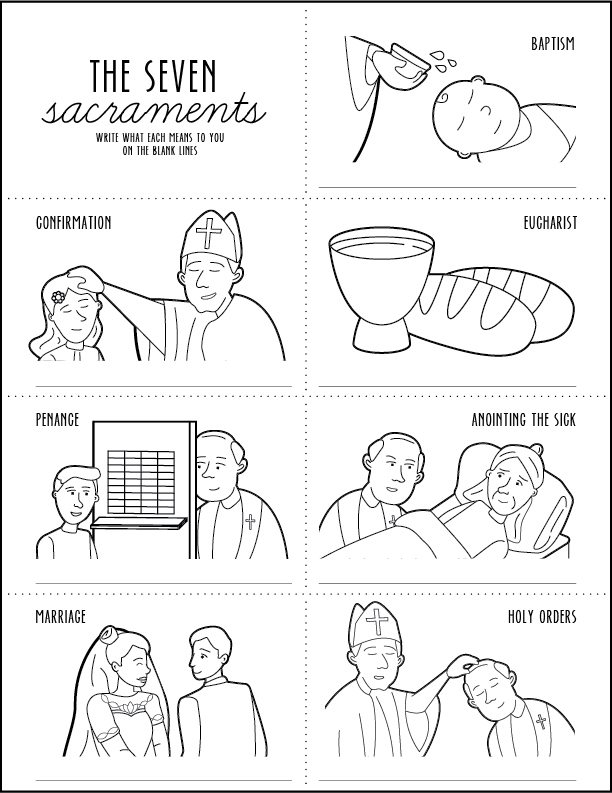 THE SEVEN
sacraments
WRITE WHAT EACH MEANS TO YOU
ON THE BLANK LINES
BAPTISM
CONFIRMATION
EUCHARIST
PENANCE
ANOINTING THE SICK
MARRIAGE
HOLY ORDERS